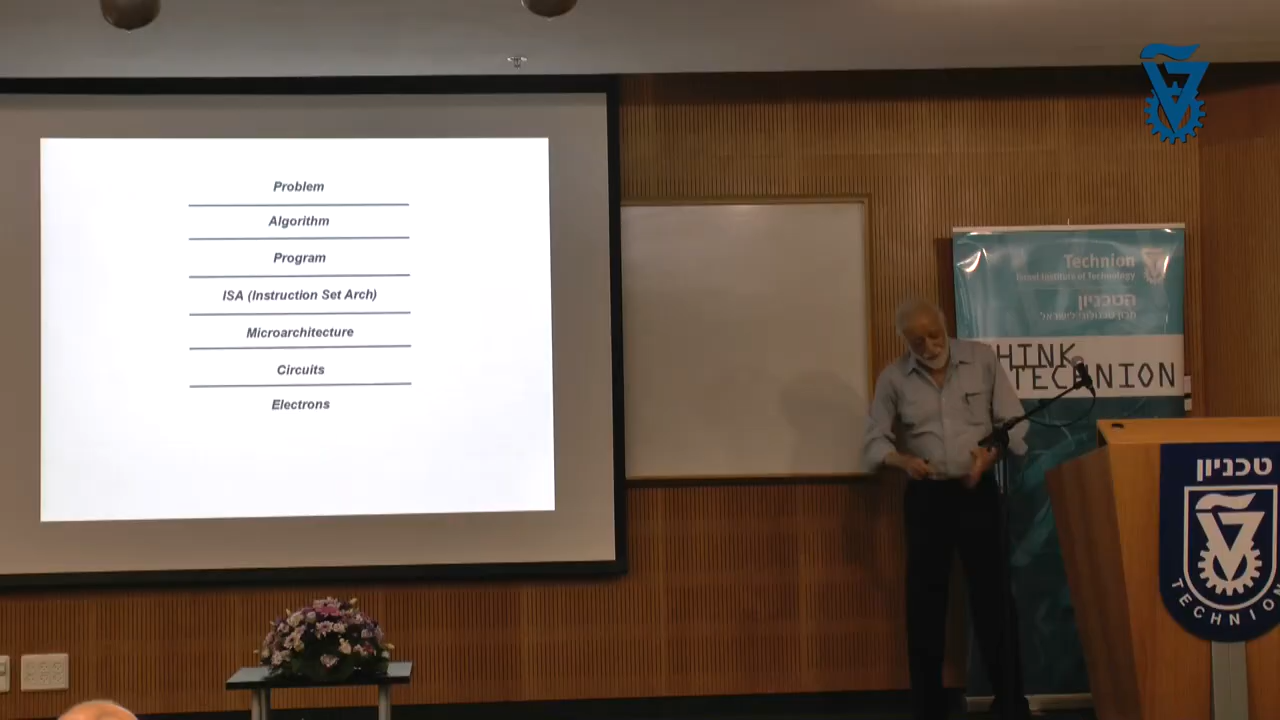 Problem
Algorithm
Program
ISA (Instruction Set Arch)
Microarchitecture
Circuits
Electrons
Technion
Israel Institute of Technology
הטכניון
מכון טכנולוגי לישראל
HINK
TECHNION
טכניון
TECHNION